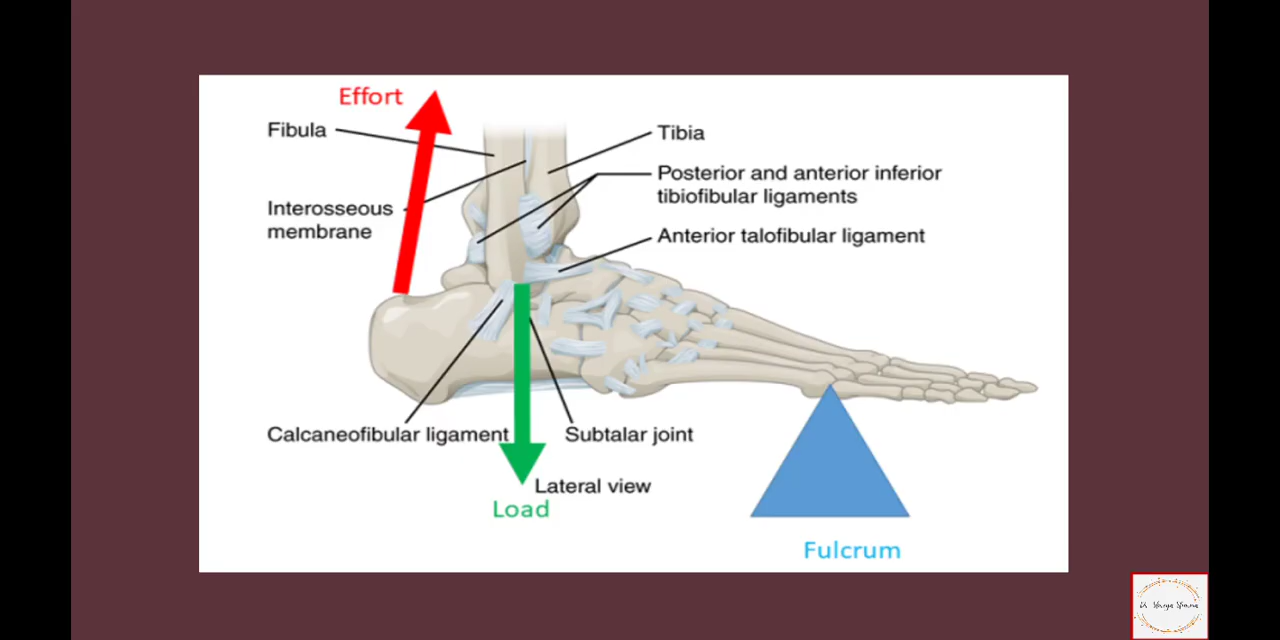 Effort
Fibula
Tibia
Posterior and anterior inferior
tibiofibular ligaments
Interosseous
membrane
Anterior talofibular ligament
Calcaneofibular ligament
Subtalar joint
Lateral view
Load
Fulcrum